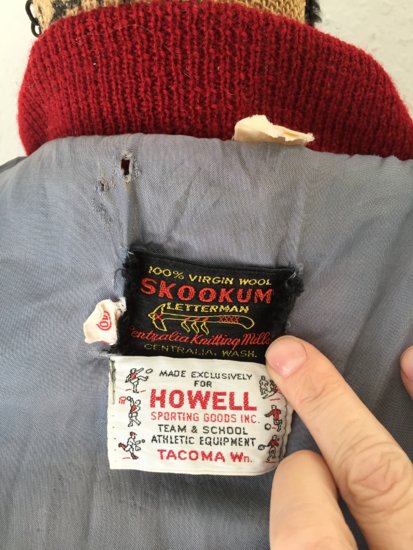 100% VIRGIN WOOL
SKOOKUM
LETTERMAN
XXXX
Centralia Knitting Mills
CENTRALIA, WASH.
MADE EXCLUSIVELY
FOR
HOWELL
SPORTING GOODS INC.
TEAM & SCHOOL
ATHLETIC EQUIPMENT
TACOMA Wn.